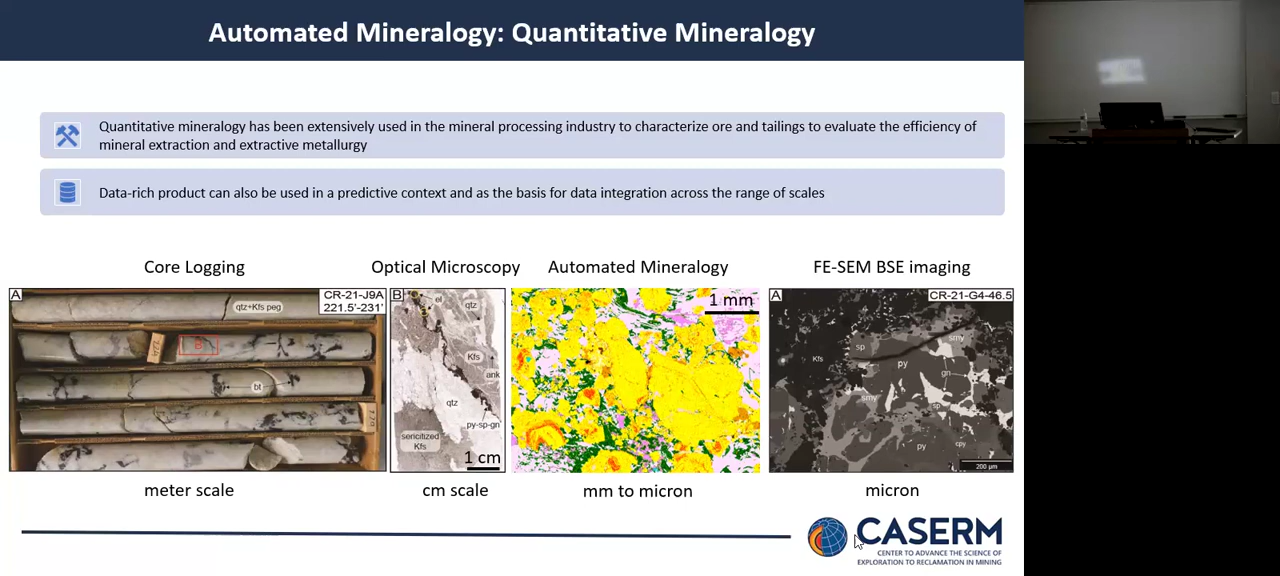 Automated Mineralogy: Quantitative Mineralogy
Quantitative mineralogy has been extensively used in the mineral processing industry to characterize ore and tailings to evaluate the efficiency of
mineral extraction and extractive metallurgy
Data-rich product can also be used in a predictive context and as the basis for data integration across the range of scales
Core Logging
Optical Microscopy
Automated Mineralogy
FE-SEM BSE imaging
A
qtz+Kfs peg
CR-21-J9A
221.5'-231'
B
bt
B
el
qtz
Kfs
ank
qtz
py-sp-gn
sericitized
Kfs
1 cm
1 mm
A
CR-21-G4-46.5
Kfs
sp
smy
py
gn
smy
sp
py
cpy
200 µm
meter scale
cm scale
mm to micron
micron
CASERM
CENTER TO ADVANCE THE SCIENCE OF
EXPLORATION TO RECLAMATION IN MINING